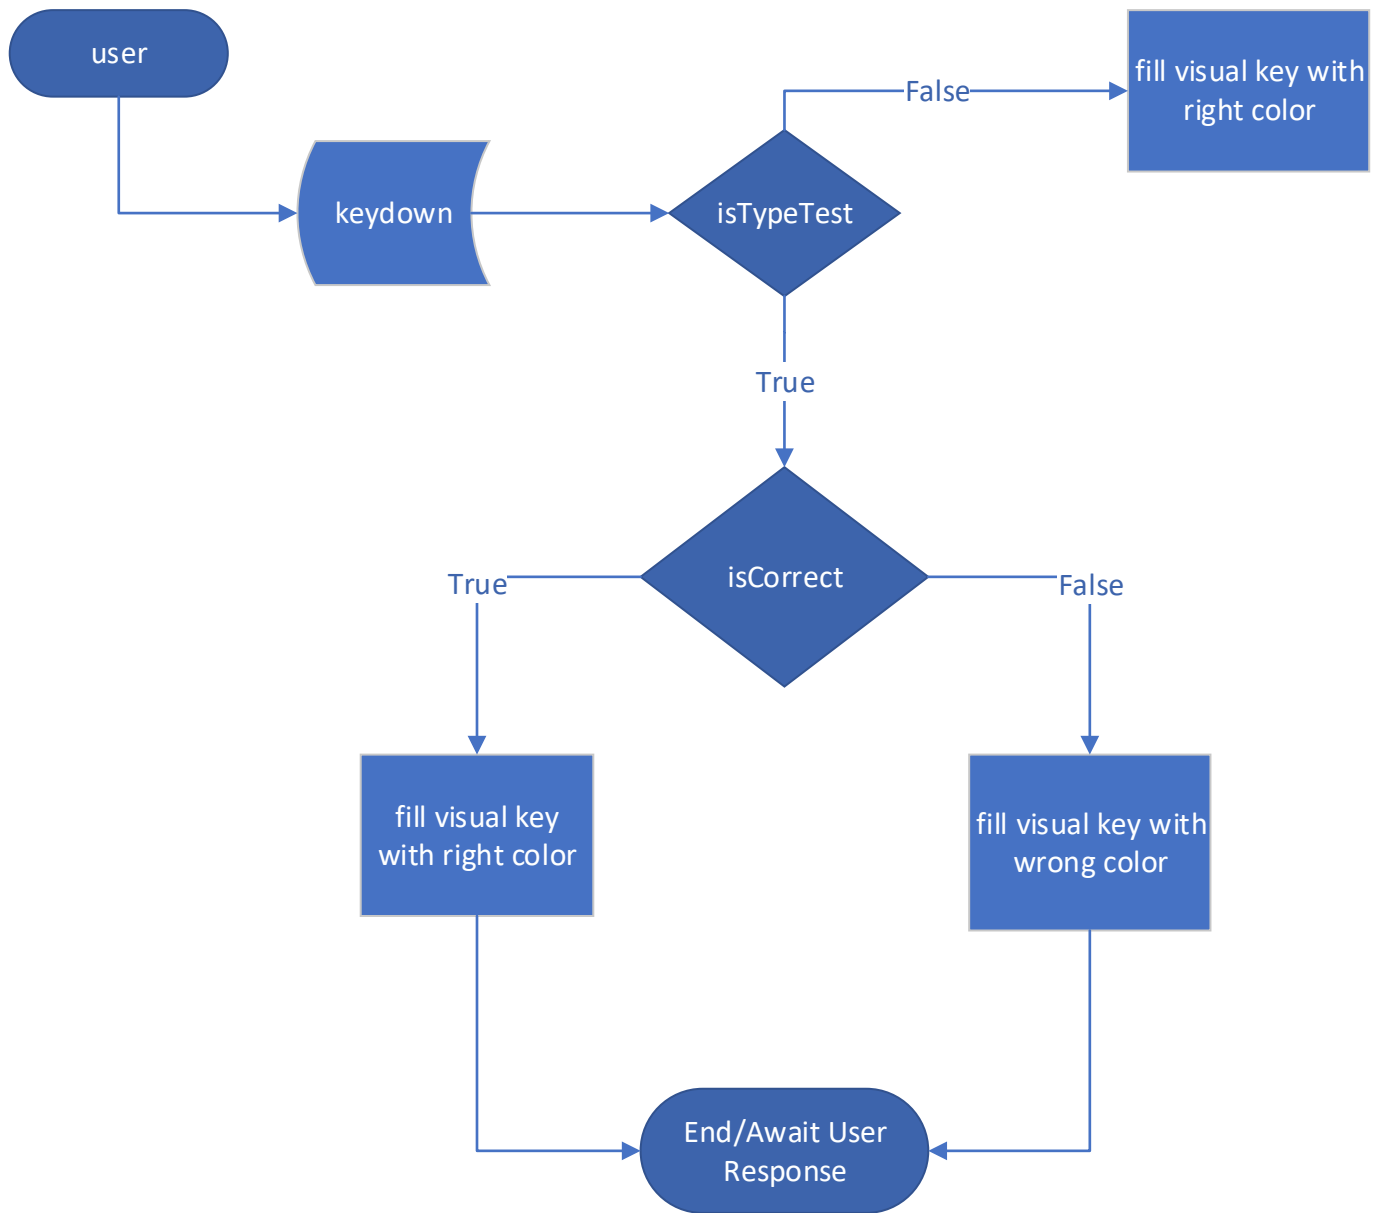 user
False
fill visual key with
right color
keydown
isTypeTest
True
isCorrect
True
False
fill visual key
with right color
fill visual key with
wrong color
End/Await User
Response